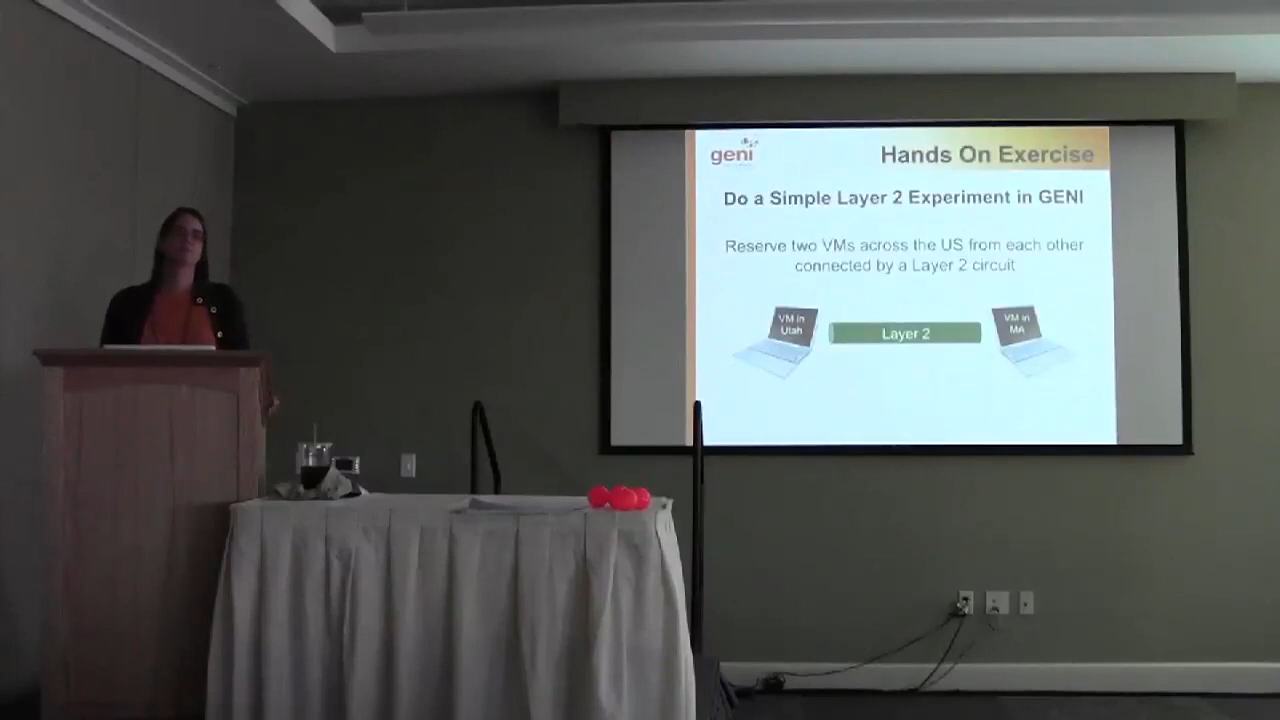 geni
Hands On Exercise
Do a Simple Layer 2 Experiment in GENI
Reserve two VMs across the US from each other
connected by a Layer 2 circuit
VM in
Utah
Layer 2
VM in
MA